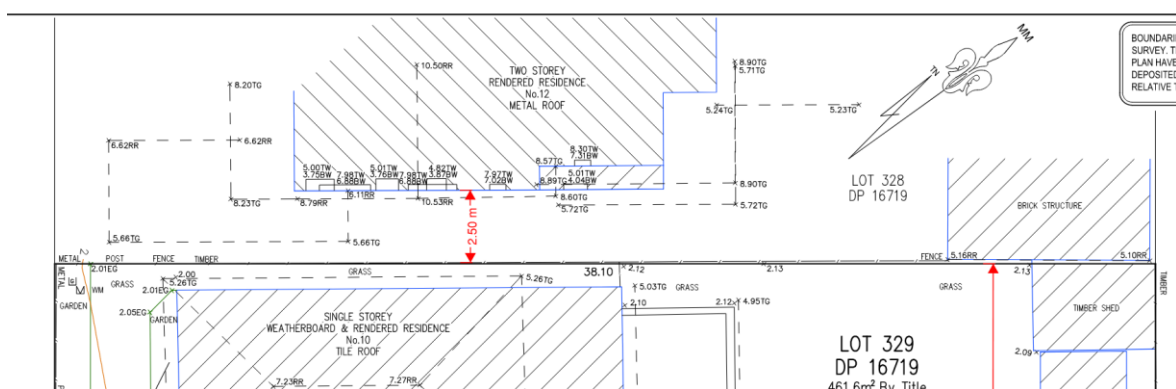 BOUNDARI
SURVEY. T
PLAN HAVE
DEPOSITED
RELATIVE T
MM
TN
10.50RR
TWO STOREY
RENDERED RESIDENCE
No.12
METAL ROOF
8.90TG
5.71TG
8.20TG
5.24TG
5.23TG
6.62RR
6.62RR
8.30TW
7.31BW
8.57TG
5.00TW
3.75BW
7.98TW
6.88BW
5.01TW
3.76BW
7.98TW
6.88BW
4.82TW
3.87BW
7.97TW
7.02BW
5.01TW
4.04BW
8.89TG
8.90TG
LOT 328
DP 16719
6.11RR
8.23TG
8.79RR
10.53RR
8.60TG
5.72TG
5.72TG
BRICK STRUCTURE
2.50 m
5.66TG
5.66TG
METAL POST FENCE TIMBER
FENCE
5.16RR
5.10RR
2
2.01EG
METAL
GRASS
2.00
5.26TG
GRASS
5.26TG
38.10
2.12
2.13
2.13
TIMBER
WM
GARDEN
2.01EG
5.03TG
GRASS
GRASS
2.05EG
GARDEN
2.10
2.12
4.95TG
TIMBER SHED
SINGLE STOREY
WEATHERBOARD & RENDERED RESIDENCE
No.10
TILE ROOF
LOT 329
DP 16719
461.6m² By Title
2.09
7.23RR
7.27RR